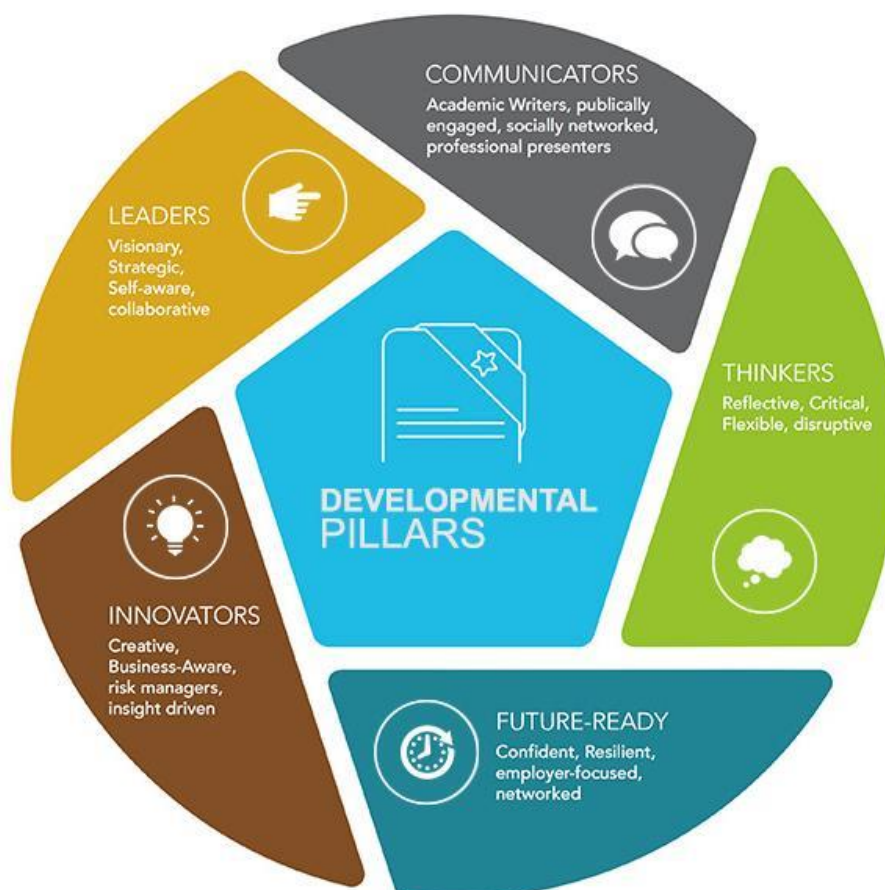 COMMUNICATORS
Academic Writers, publically
engaged, socially networked,
professional presenters
LEADERS
Visionary,
Strategic,
Self-aware,
collaborative
THINKERS
Reflective, Critical,
Flexible, disruptive
DEVELOPMENTAL
PILLARS
INNOVATORS
Creative,
Business-Aware,
risk managers,
insight driven
FUTURE-READY
Confident, Resilient,
employer-focused,
networked